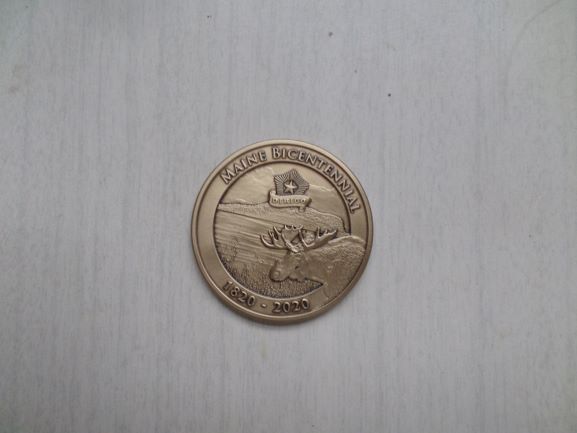 MAINE BICENTENNIAL
DIRIGO
1820 - 2020